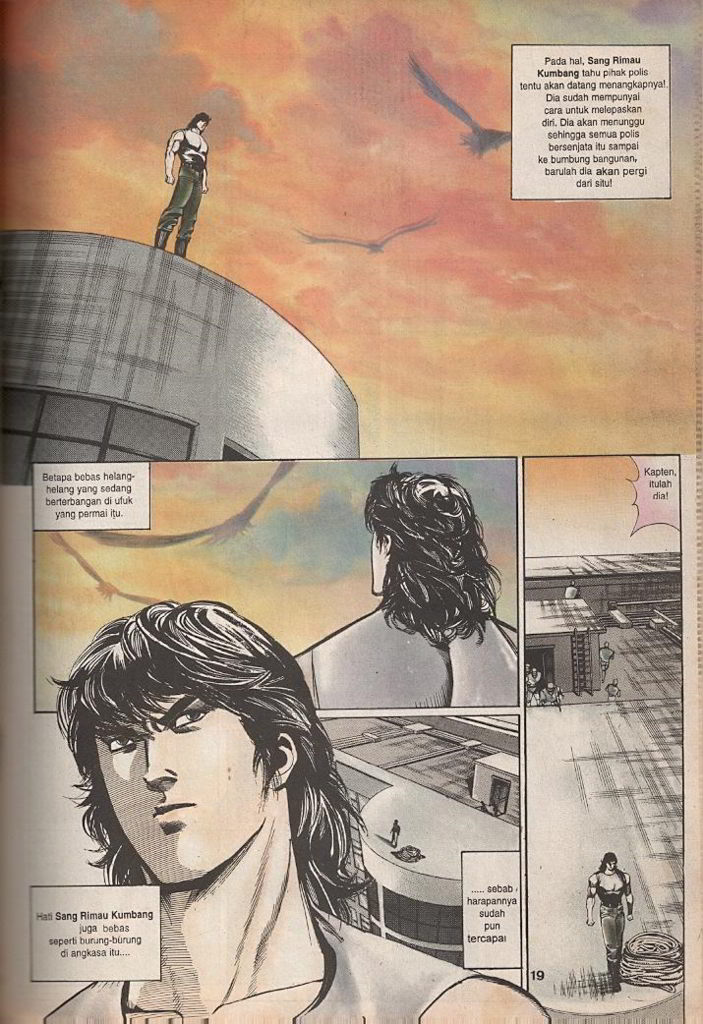 Pada hal, Sang Rimau
Kumbang tahu pihak polis
tentu akan datang menangkapnya!
Dia sudah mempunyai
cara untuk melepaskan
diri. Dia akan menunggu
sehingga semua polis
bersenjata itu sampai
ke bumbung bangunan,
barulah dia akan pergi
dari situ!
Betapa bebas helang-
helang yang sedang
berterbangan di ufuk
yang permai itu.
Kapten,
itulah
dia!
Hati Sang Rimau Kumbang
juga bebas
seperti burung-burung
di angkasa itu....
..... sebab
harapannya
sudah
pun
tercapai
19